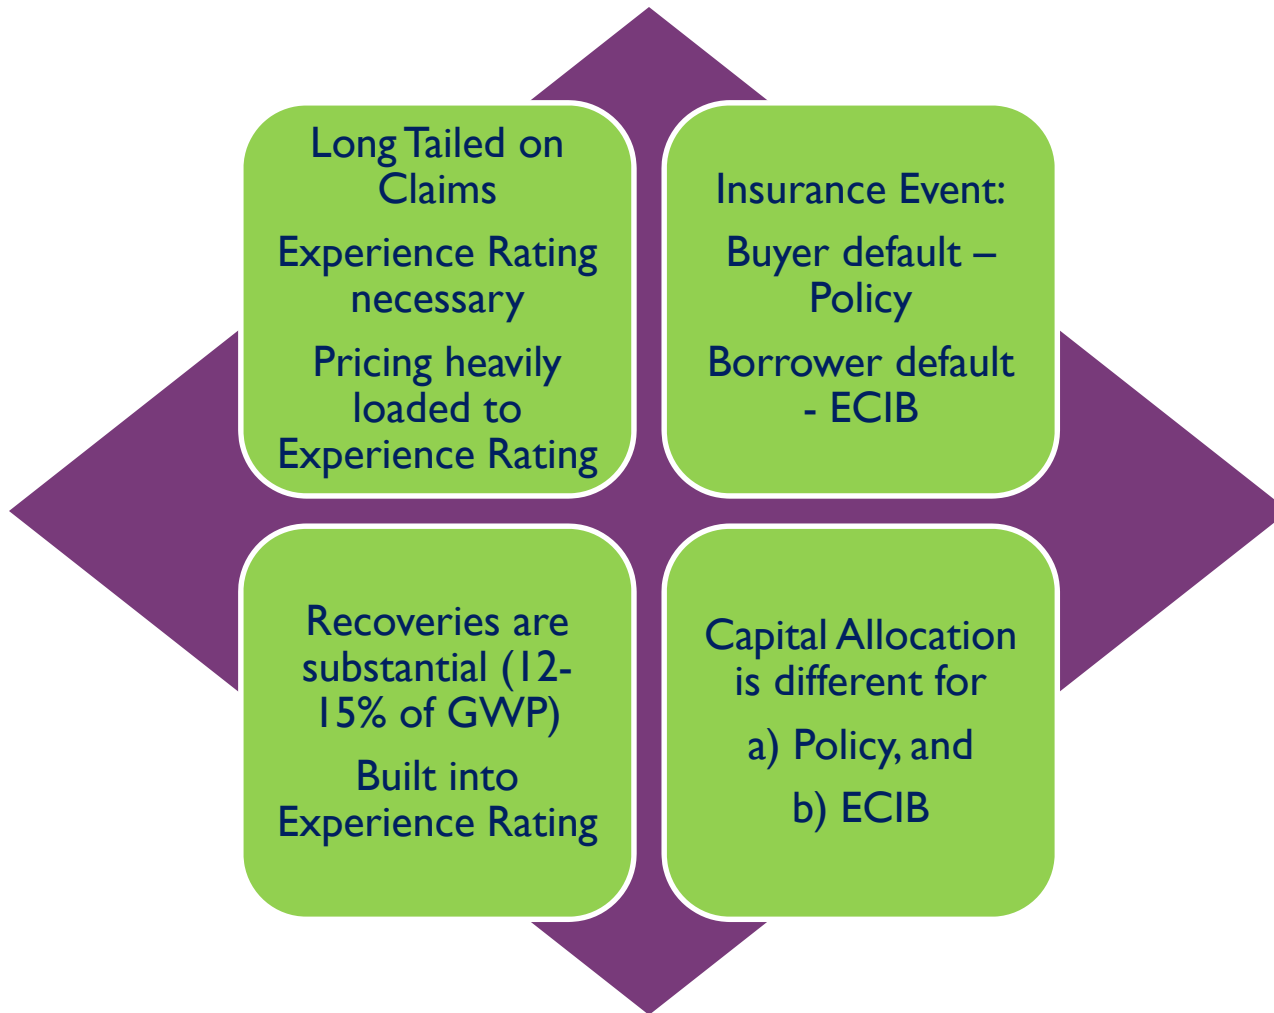 Long Tailed on
Claims
Experience Rating
necessary
Pricing heavily
loaded to
Experience Rating
Insurance Event:
Buyer default –
Policy
Borrower default
- ECIB
Recoveries are
substantial (12-
15% of GWP)
Built into
Experience Rating
Capital Allocation
is different for
a) Policy, and
b) ECIB